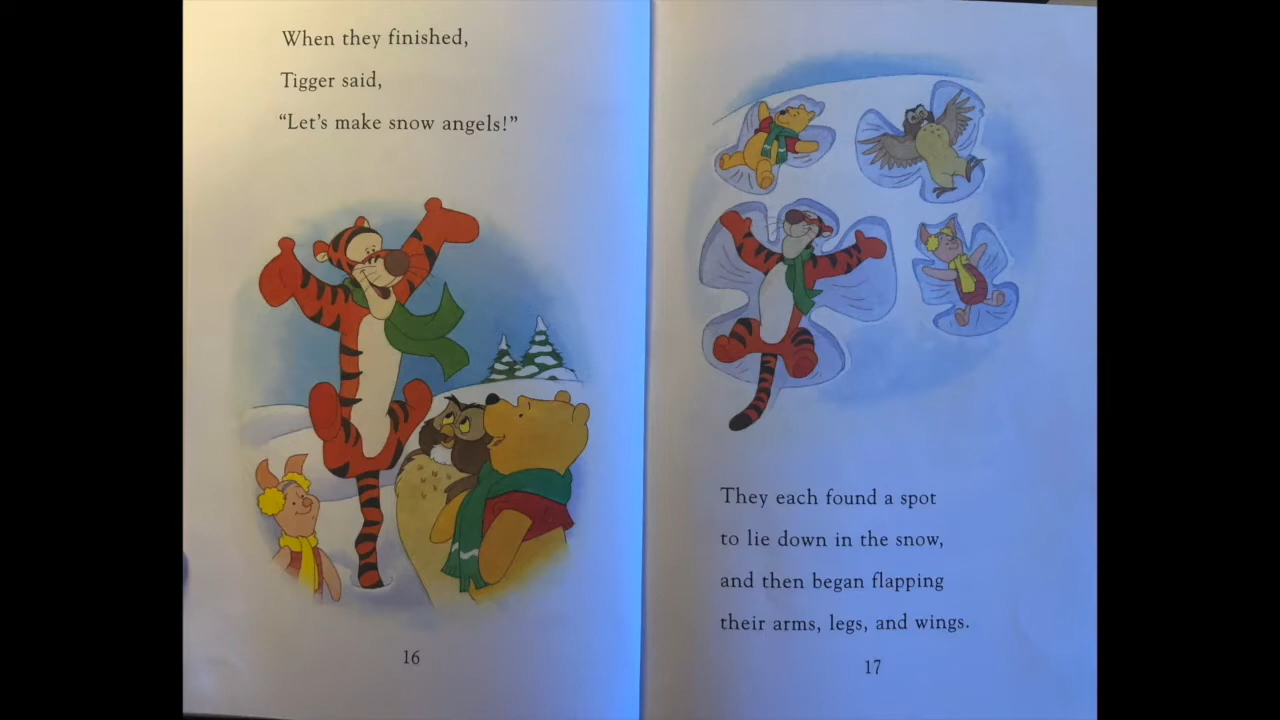 When they finished,
Tigger said,
“Let’s make snow angels!”
16
They each found a spot
to lie down in the snow,
and then began flapping
their arms, legs, and wings.
17